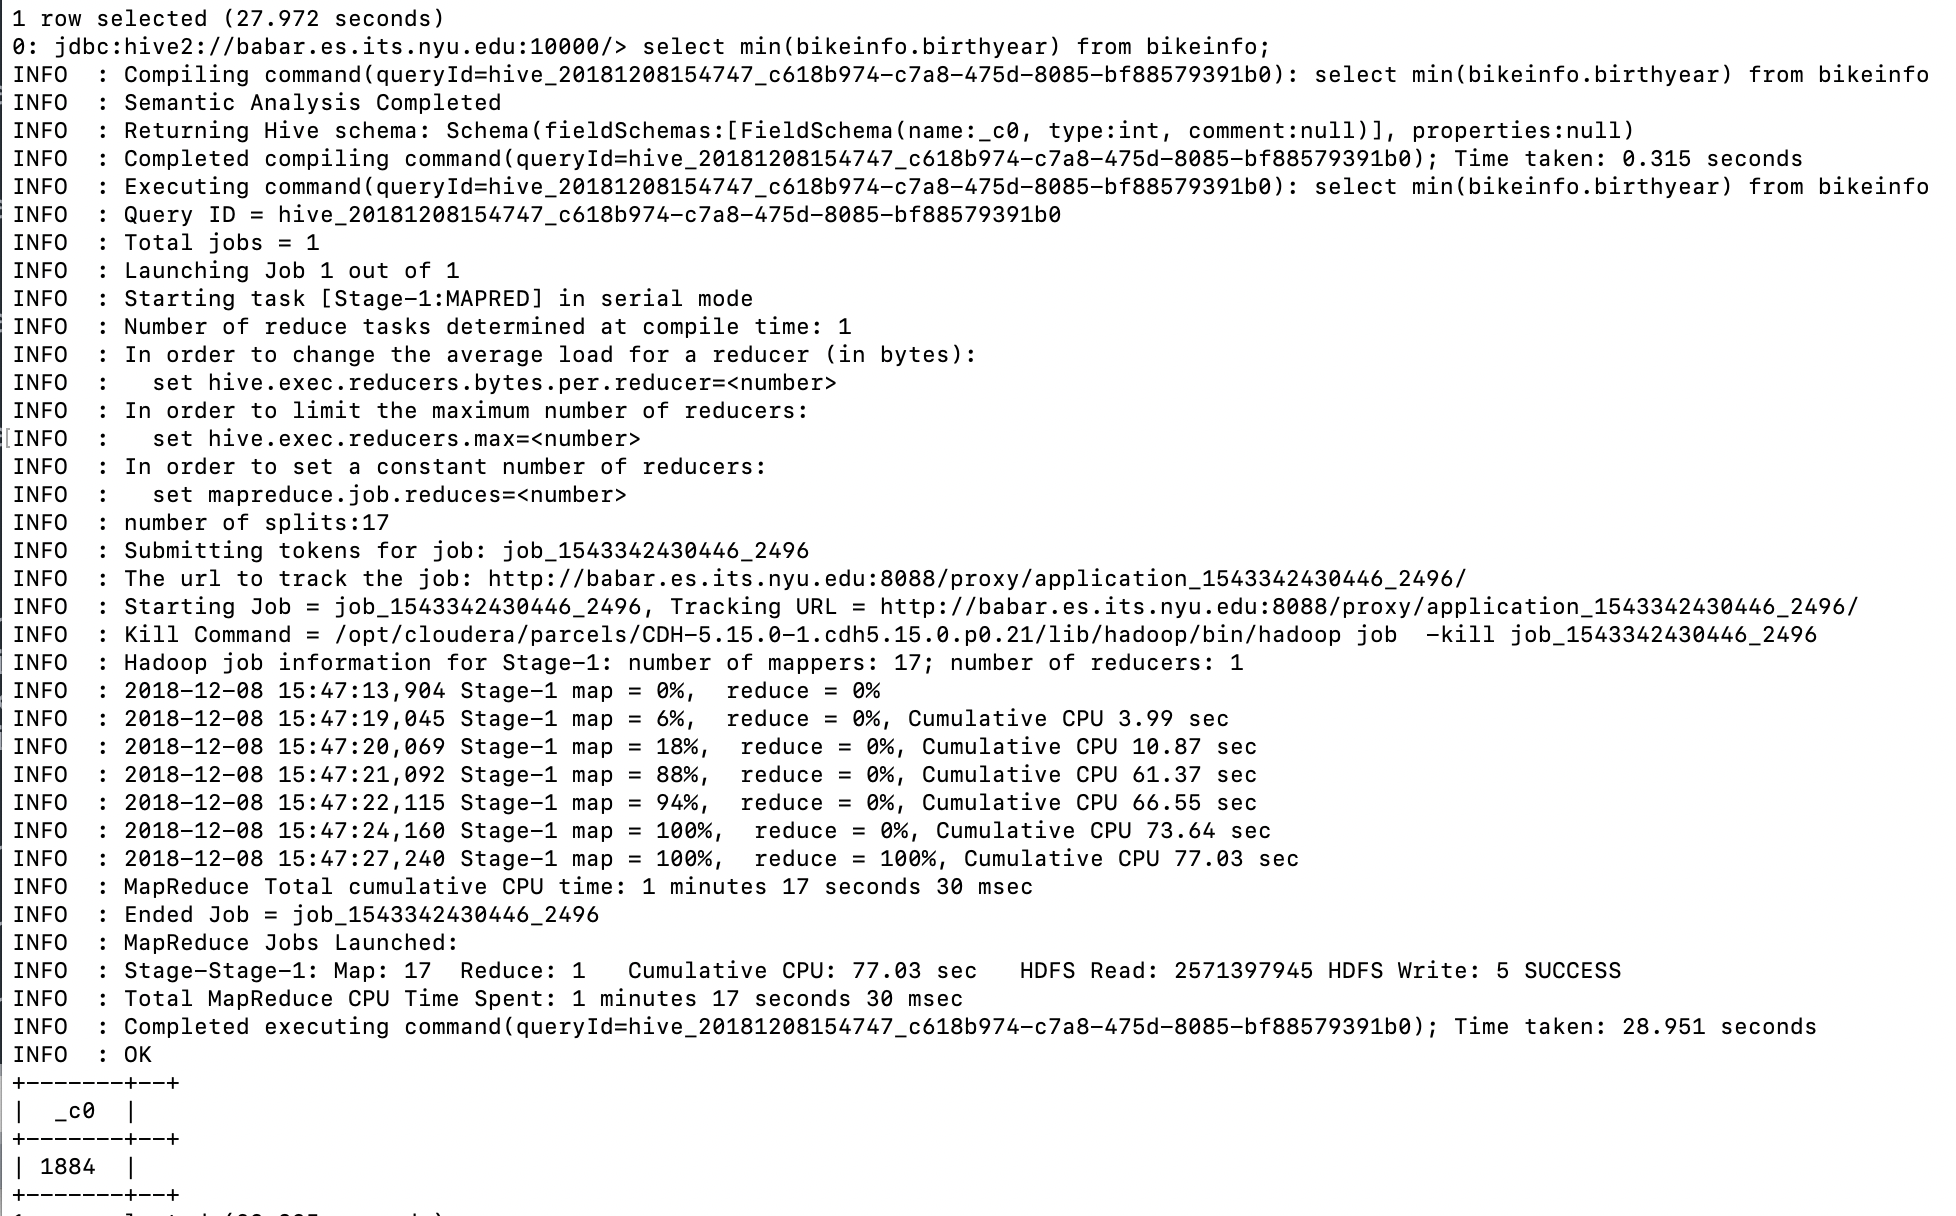 1 row selected (27.972 seconds)
0: jdbc:hive2://babar.es.its.nyu.edu:10000/> select min(bikeinfo.birthyear) from bikeinfo;
INFO  : Compiling command(queryId=hive_20181208154747_c618b974-c7a8-475d-8085-bf88579391b0): select min(bikeinfo.birthyear) from bikeinfo
INFO  : Semantic Analysis Completed
INFO  : Returning Hive schema: Schema(fieldSchemas:[FieldSchema(name:_c0, type:int, comment:null)], properties:null)
INFO  : Completed compiling command(queryId=hive_20181208154747_c618b974-c7a8-475d-8085-bf88579391b0); Time taken: 0.315 seconds
INFO  : Executing command(queryId=hive_20181208154747_c618b974-c7a8-475d-8085-bf88579391b0): select min(bikeinfo.birthyear) from bikeinfo
INFO  : Query ID = hive_20181208154747_c618b974-c7a8-475d-8085-bf88579391b0
INFO  : Total jobs = 1
INFO  : Launching Job 1 out of 1
INFO  : Starting task [Stage-1:MAPRED] in serial mode
INFO  : Number of reduce tasks determined at compile time: 1
INFO  : In order to change the average load for a reducer (in bytes):
INFO  :   set hive.exec.reducers.bytes.per.reducer=<number>
INFO  : In order to limit the maximum number of reducers:
[INFO  :   set hive.exec.reducers.max=<number>
INFO  : In order to set a constant number of reducers:
INFO  :   set mapreduce.job.reduces=<number>
INFO  : number of splits:17
INFO  : Submitting tokens for job: job_1543342430446_2496
INFO  : The url to track the job: http://babar.es.its.nyu.edu:8088/proxy/application_1543342430446_2496/
INFO  : Starting Job = job_1543342430446_2496, Tracking URL = http://babar.es.its.nyu.edu:8088/proxy/application_1543342430446_2496/
INFO  : Kill Command = /opt/cloudera/parcels/CDH-5.15.0-1.cdh5.15.0.p0.21/lib/hadoop/bin/hadoop job  -kill job_1543342430446_2496
INFO  : Hadoop job information for Stage-1: number of mappers: 17; number of reducers: 1
INFO  : 2018-12-08 15:47:13,904 Stage-1 map = 0%,  reduce = 0%
INFO  : 2018-12-08 15:47:19,045 Stage-1 map = 6%,  reduce = 0%, Cumulative CPU 3.99 sec
INFO  : 2018-12-08 15:47:20,069 Stage-1 map = 18%,  reduce = 0%, Cumulative CPU 10.87 sec
INFO  : 2018-12-08 15:47:21,092 Stage-1 map = 88%,  reduce = 0%, Cumulative CPU 61.37 sec
INFO  : 2018-12-08 15:47:22,115 Stage-1 map = 94%,  reduce = 0%, Cumulative CPU 66.55 sec
INFO  : 2018-12-08 15:47:24,160 Stage-1 map = 100%,  reduce = 0%, Cumulative CPU 73.64 sec
INFO  : 2018-12-08 15:47:27,240 Stage-1 map = 100%,  reduce = 100%, Cumulative CPU 77.03 sec
INFO  : MapReduce Total cumulative CPU time: 1 minutes 17 seconds 30 msec
INFO  : Ended Job = job_1543342430446_2496
INFO  : MapReduce Jobs Launched:
INFO  : Stage-Stage-1: Map: 17  Reduce: 1   Cumulative CPU: 77.03 sec   HDFS Read: 2571397945 HDFS Write: 5 SUCCESS
INFO  : Total MapReduce CPU Time Spent: 1 minutes 17 seconds 30 msec
INFO  : Completed executing command(queryId=hive_20181208154747_c618b974-c7a8-475d-8085-bf88579391b0); Time taken: 28.951 seconds
INFO  : OK
+-------+--+
|  _c0  |
+-------+--+
| 1884  |
+-------+--+